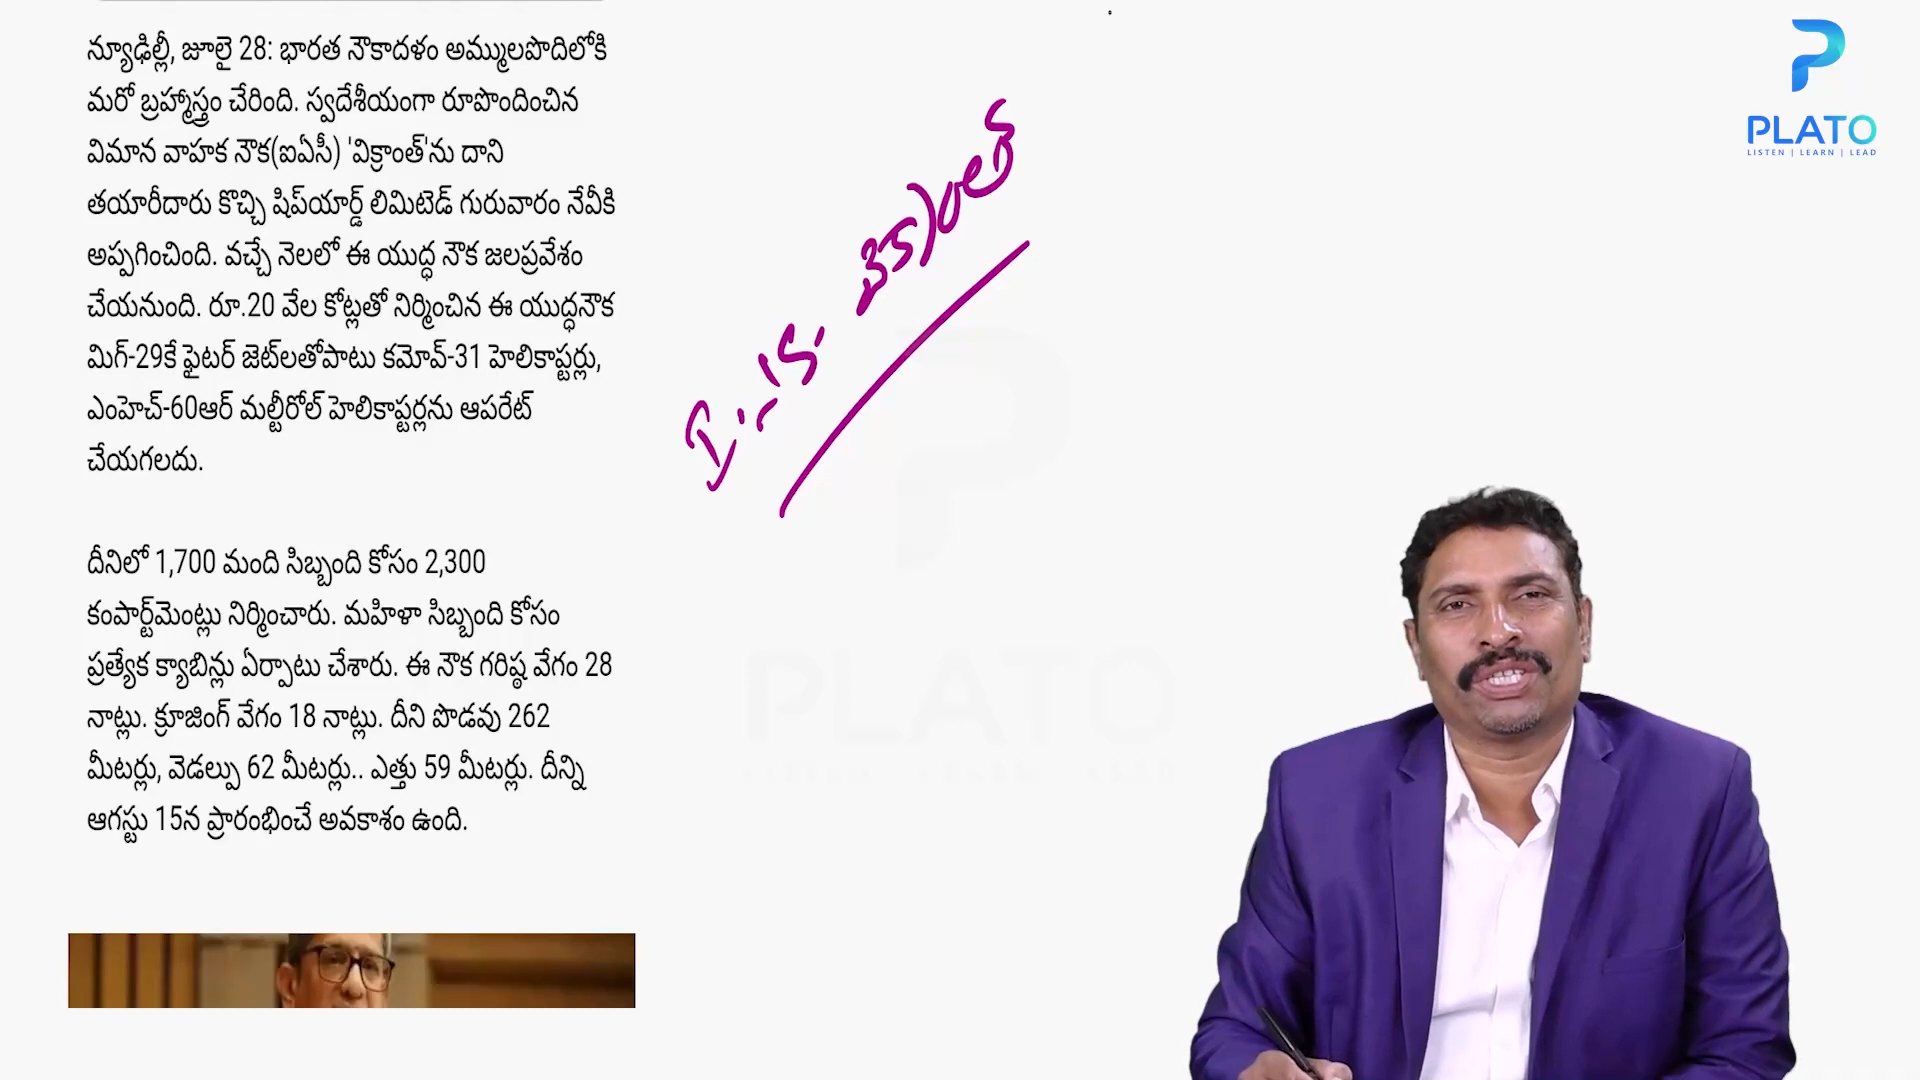 న్యూఢిల్లీ, జూలై 28: భారత నౌకాదళం అమ్ములపొదిలోకి
మరో బ్రహ్మాస్త్రం చేరింది. స్వదేశీయంగా రూపొందించిన
విమాన వాహక నౌక(ఐఏసీ) 'విక్రాంత్'ను దాని
తయారీదారు కొచ్చి షిప్‌యార్డ్ లిమిటెడ్ గురువారం నేవీకి
అప్పగించింది. వచ్చే నెలలో ఈ యుద్ధ నౌక జలప్రవేశం
చేయనుంది. రూ.20 వేల కోట్లతో నిర్మించిన ఈ యుద్ధనౌక
మిగ్-29కే ఫైటర్ జెట్‌లతోపాటు కమోవ్-31 హెలికాప్టర్లు,
ఎంహెచ్-60ఆర్ మల్టీరోల్ హెలికాప్టర్లను ఆపరేట్
చేయగలదు.
దీనిలో 1,700 మంది సిబ్బంది కోసం 2,300
కంపార్ట్‌మెంట్లు నిర్మించారు. మహిళా సిబ్బంది కోసం
ప్రత్యేక క్యాబిన్లు ఏర్పాటు చేశారు. ఈ నౌక గరిష్ఠ వేగం 28
నాట్లు. క్రూజింగ్ వేగం 18 నాట్లు. దీని పొడవు 262
మీటర్లు, వెడల్పు 62 మీటర్లు.. ఎత్తు 59 మీటర్లు. దీన్ని
ఆగస్టు 15న ప్రారంభించే అవకాశం ఉంది.
PLATO
LISTEN | LEARN | LEAD
PLATO